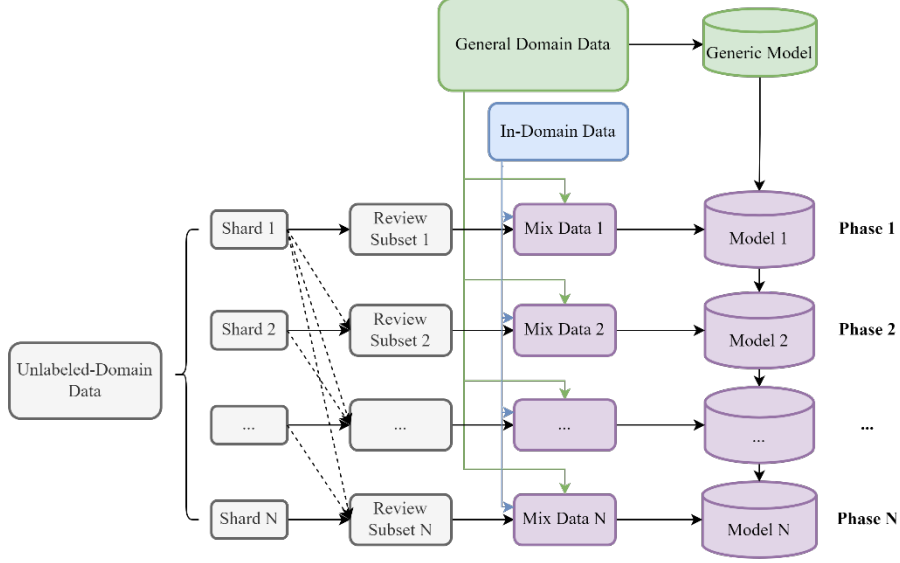 General Domain Data
Generic Model
In-Domain Data
Shard 1
Review
Subset 1
Mix Data 1
Model 1
Phase 1
Shard 2
Review
Subset 2
Mix Data 2
Model 2
Phase 2
Unlabeled-Domain
Data
...
...
...
...
...
Shard N
Review
Subset N
Mix Data N
Model N
Phase N